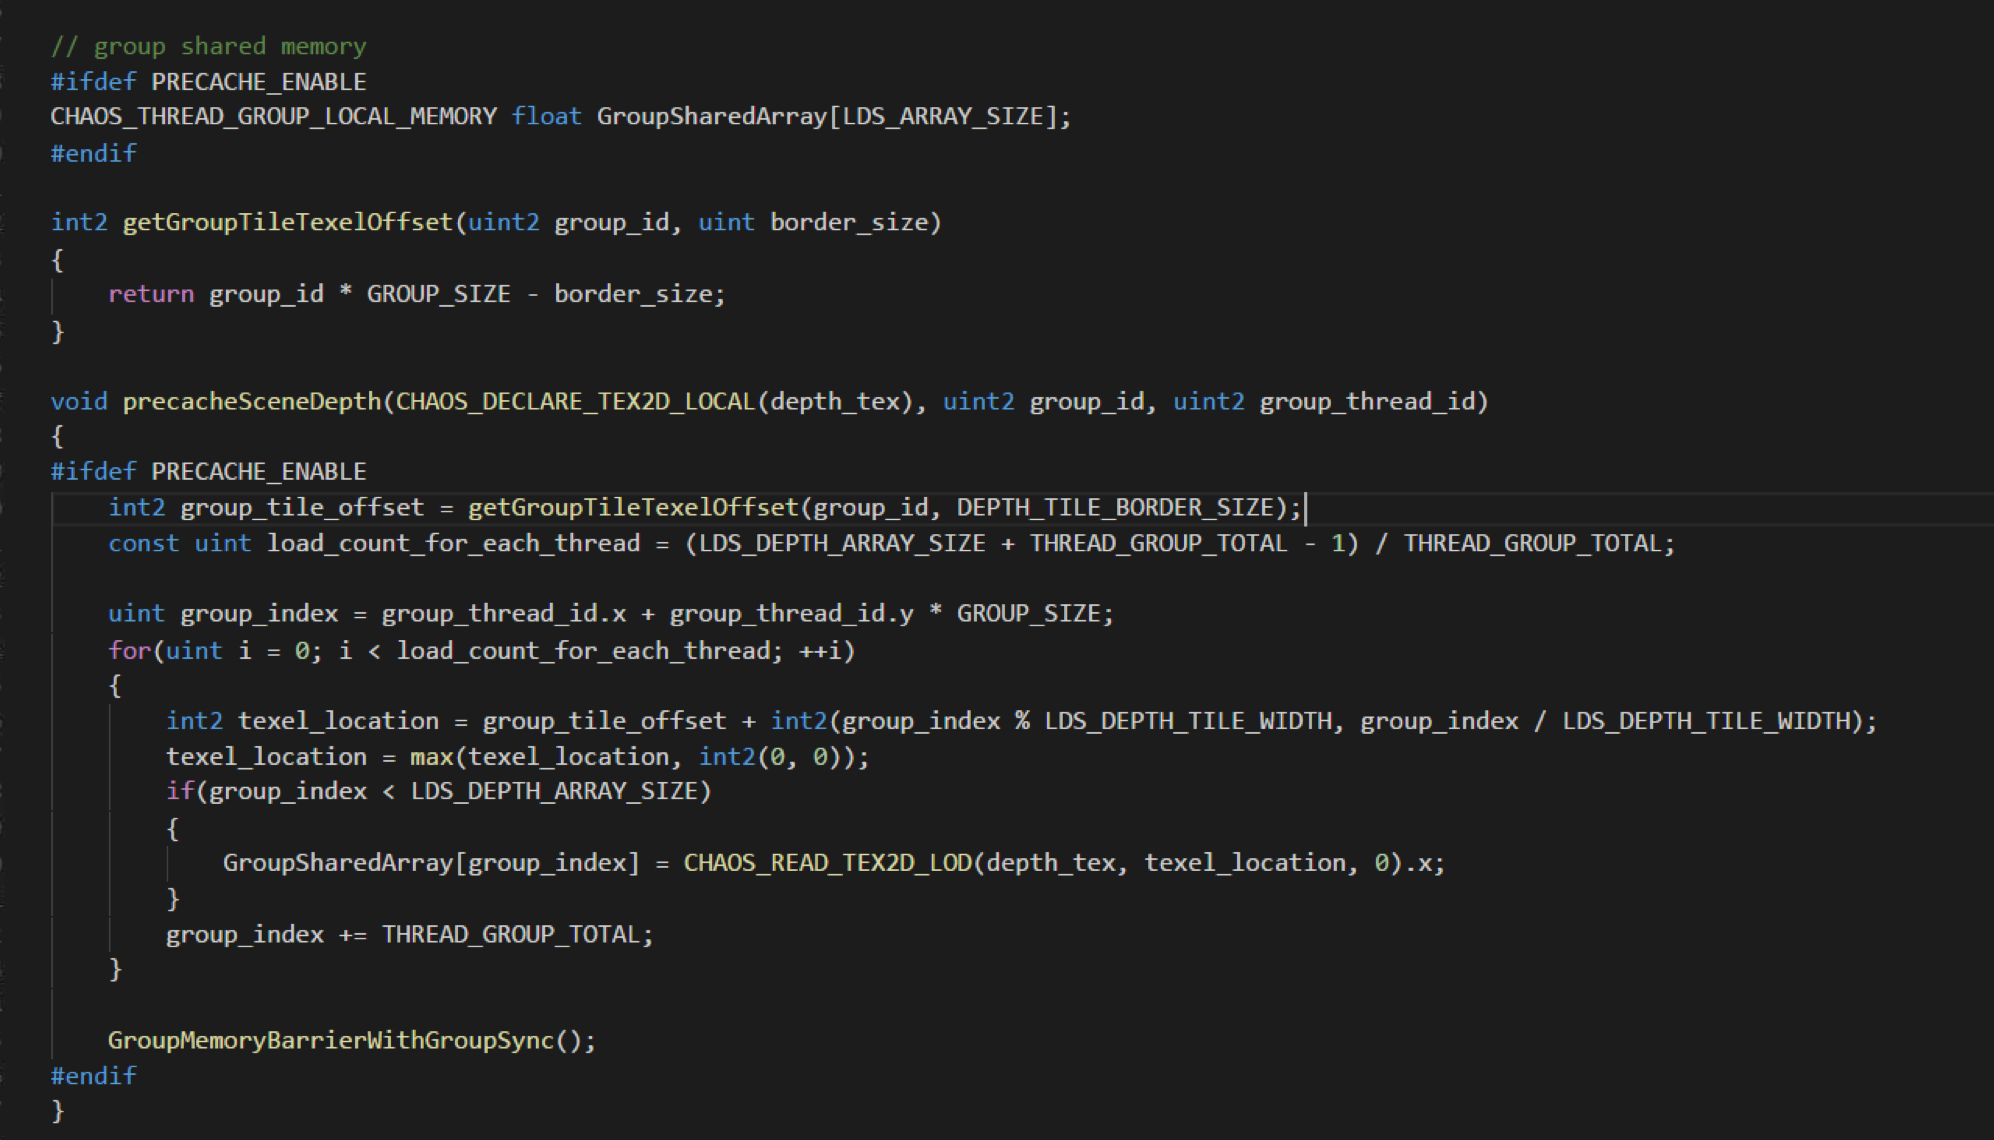 // group shared memory
#ifdef PRECACHE_ENABLE
CHAOS_THREAD_GROUP_LOCAL_MEMORY float GroupSharedArray[LDS_ARRAY_SIZE];
#endif
int2 getGroupTileTexelOffset(uint2 group_id, uint border_size)
{
    return group_id * GROUP_SIZE - border_size;
}
void precacheSceneDepth(CHAOS_DECLARE_TEX2D_LOCAL(depth_tex), uint2 group_id, uint2 group_thread_id)
{
#ifdef PRECACHE_ENABLE
    int2 group_tile_offset = getGroupTileTexelOffset(group_id, DEPTH_TILE_BORDER_SIZE);
    const uint load_count_for_each_thread = (LDS_DEPTH_ARRAY_SIZE + THREAD_GROUP_TOTAL - 1) / THREAD_GROUP_TOTAL;
    uint group_index = group_thread_id.x + group_thread_id.y * GROUP_SIZE;
    for(uint i = 0; i < load_count_for_each_thread; ++i)
    {
        int2 texel_location = group_tile_offset + int2(group_index % LDS_DEPTH_TILE_WIDTH, group_index / LDS_DEPTH_TILE_WIDTH);
        texel_location = max(texel_location, int2(0, 0));
        if(group_index < LDS_DEPTH_ARRAY_SIZE)
        {
            GroupSharedArray[group_index] = CHAOS_READ_TEX2D_LOD(depth_tex, texel_location, 0).x;
        }
        group_index += THREAD_GROUP_TOTAL;
    }
    GroupMemoryBarrierWithGroupSync();
#endif
}